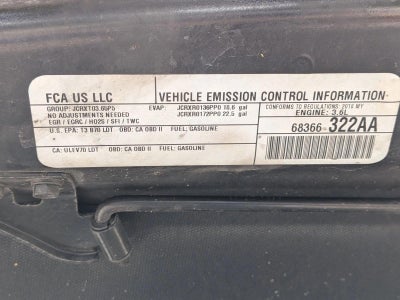 FCA US LLC
VEHICLE EMISSION CONTROL INFORMATION
GROUP: JCRXT03.65P5
EVAP: JCRXR0136PP0 18.6 gal
CONFORMS TO REGULATIONS: 2018 MY
NO ADJUSTMENTS NEEDED
JCRXR0172PP0 22.5 gal
ENGINE: 3.6L
EGR / EGRC / HO2S / SFI / TWC
68366-322AA
U.S. EPA: T3 B70 LDT OBD: CA OBD II FUEL: GASOLINE
CA: ULEV70 LDT OBD: CA OBD II FUEL: GASOLINE